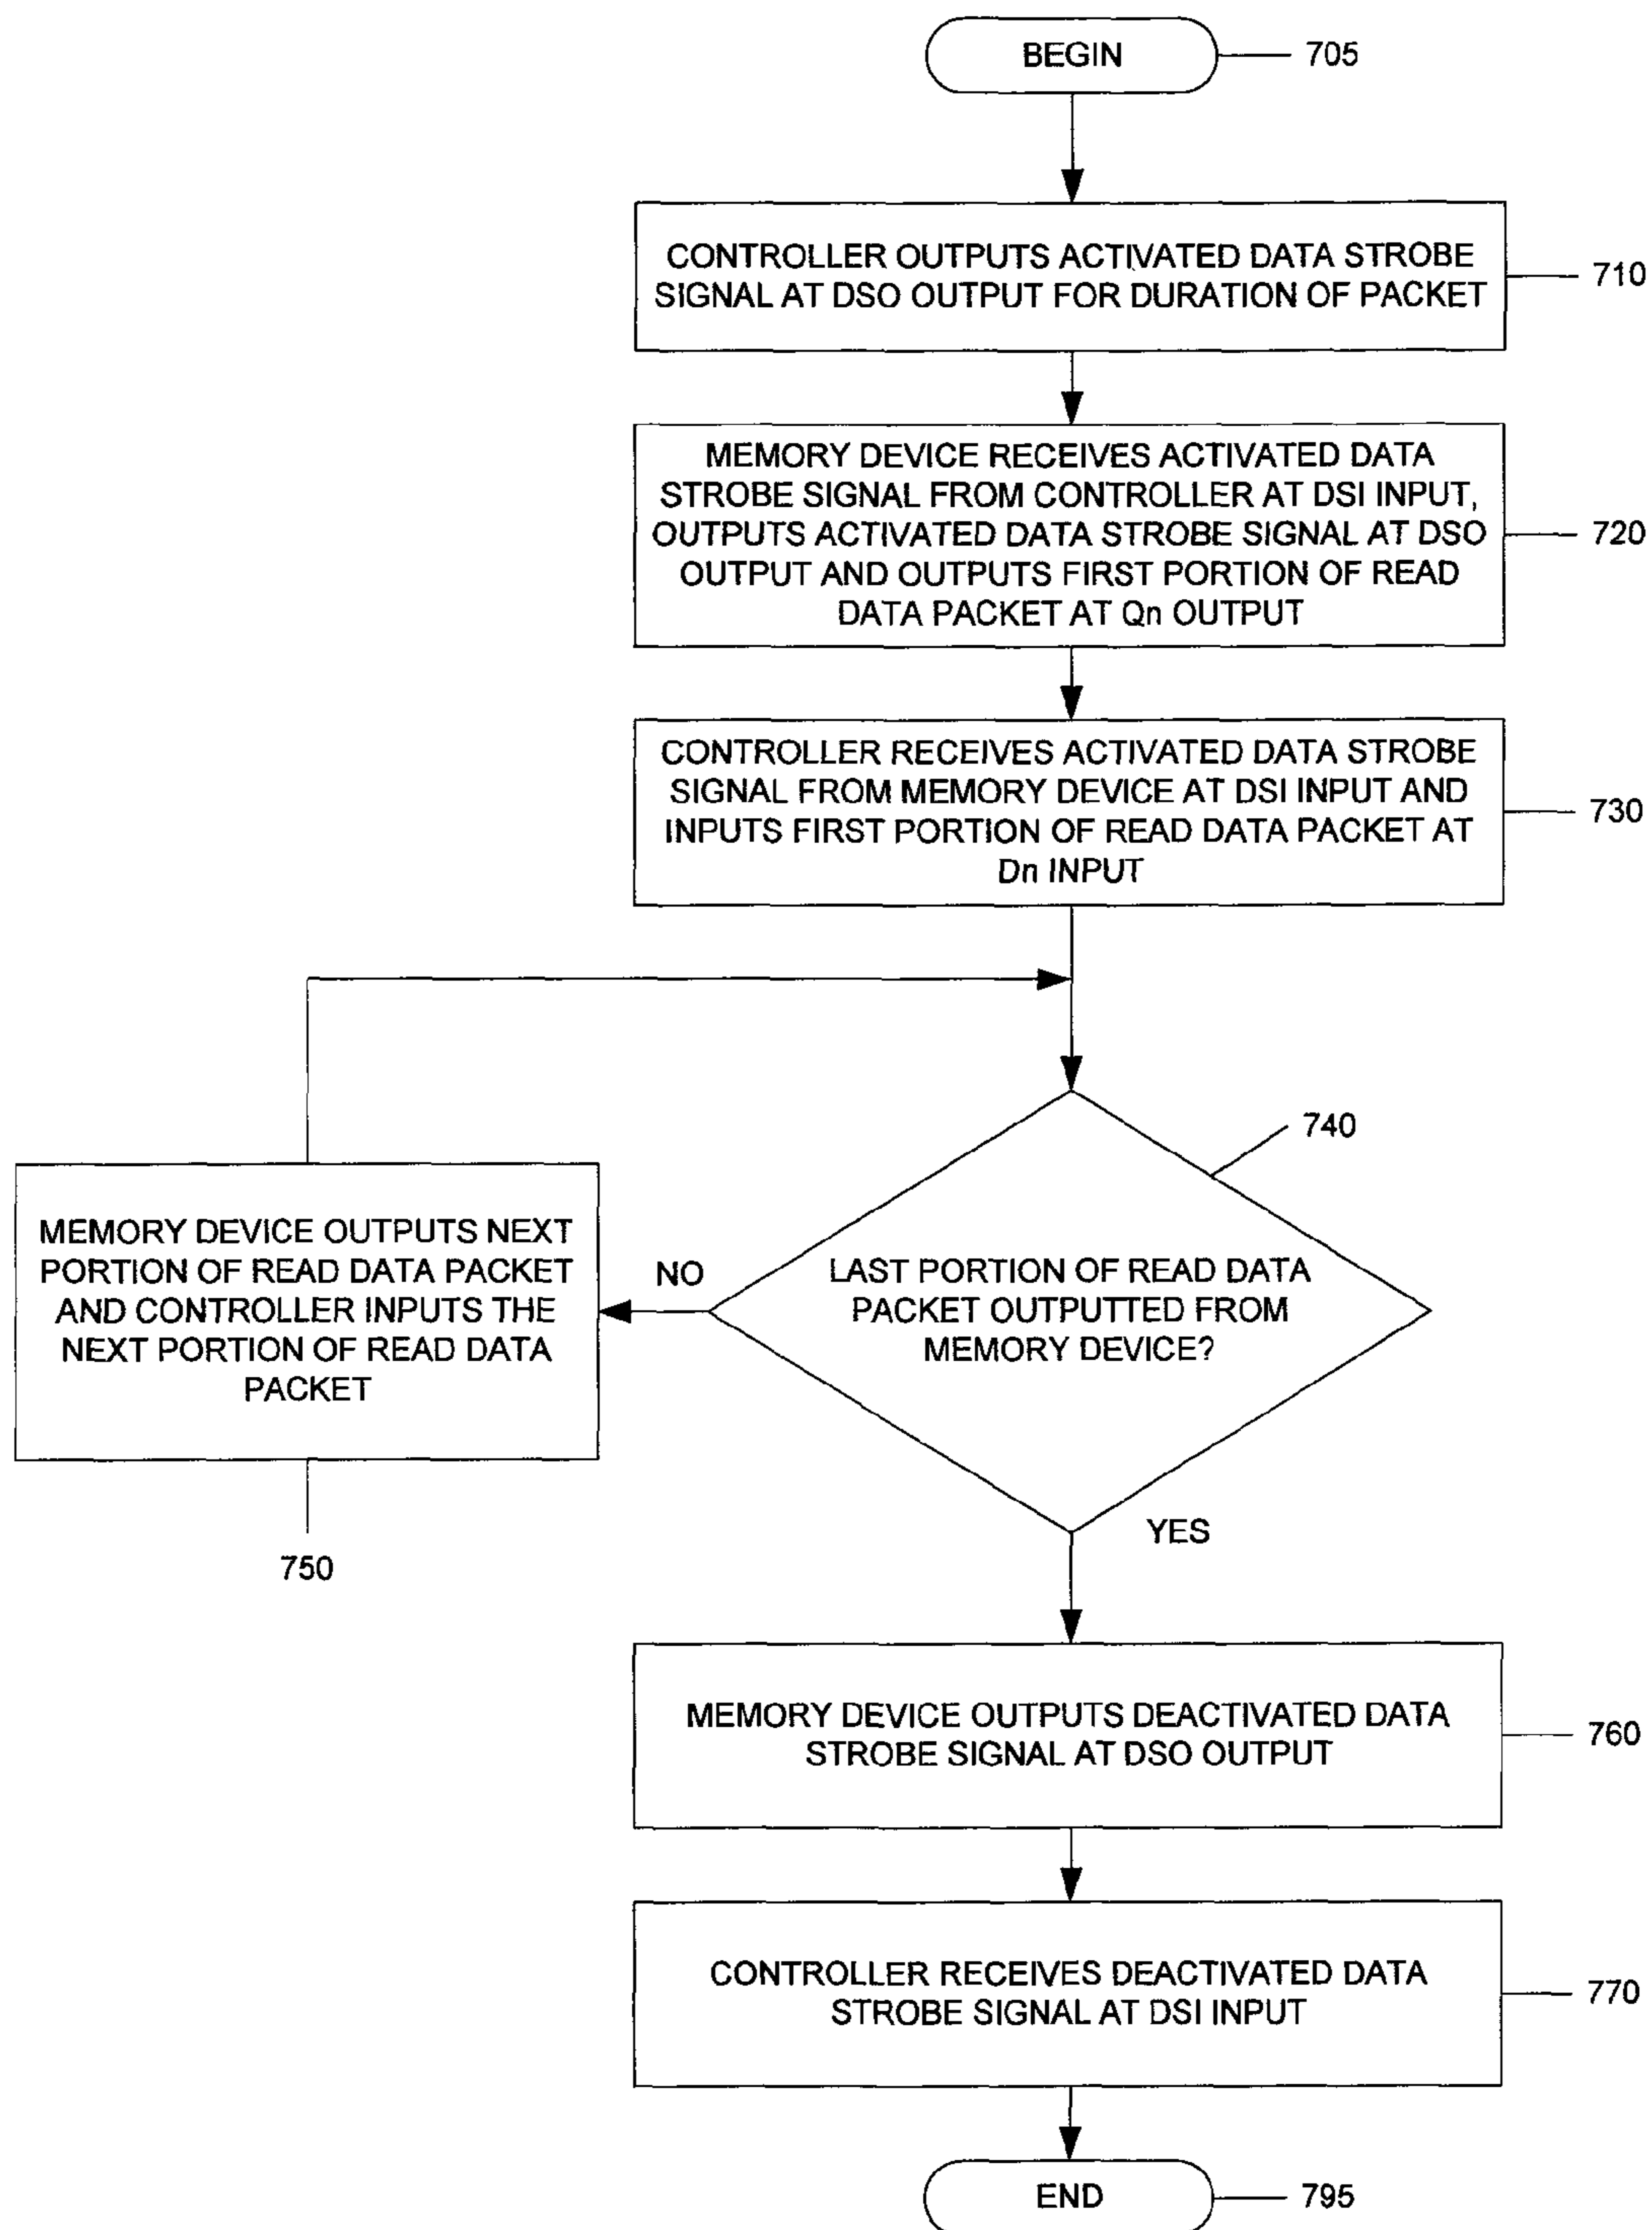 BEGIN
705
CONTROLLER OUTPUTS ACTIVATED DATA STROBE
SIGNAL AT DSO OUTPUT FOR DURATION OF PACKET
710
MEMORY DEVICE RECEIVES ACTIVATED DATA
STROBE SIGNAL FROM CONTROLLER AT DSI INPUT,
OUTPUTS ACTIVATED DATA STROBE SIGNAL AT DSO
OUTPUT AND OUTPUTS FIRST PORTION OF READ
DATA PACKET AT Qn OUTPUT
720
CONTROLLER RECEIVES ACTIVATED DATA STROBE
SIGNAL FROM MEMORY DEVICE AT DSI INPUT AND
INPUTS FIRST PORTION OF READ DATA PACKET AT
Dn INPUT
730
740
LAST PORTION OF READ DATA
PACKET OUTPUTTED FROM
MEMORY DEVICE?
NO
MEMORY DEVICE OUTPUTS NEXT
PORTION OF READ DATA PACKET
AND CONTROLLER INPUTS THE
NEXT PORTION OF READ DATA
PACKET
750
YES
MEMORY DEVICE OUTPUTS DEACTIVATED DATA
STROBE SIGNAL AT DSO OUTPUT
760
CONTROLLER RECEIVES DEACTIVATED DATA
STROBE SIGNAL AT DSI INPUT
770
END
795